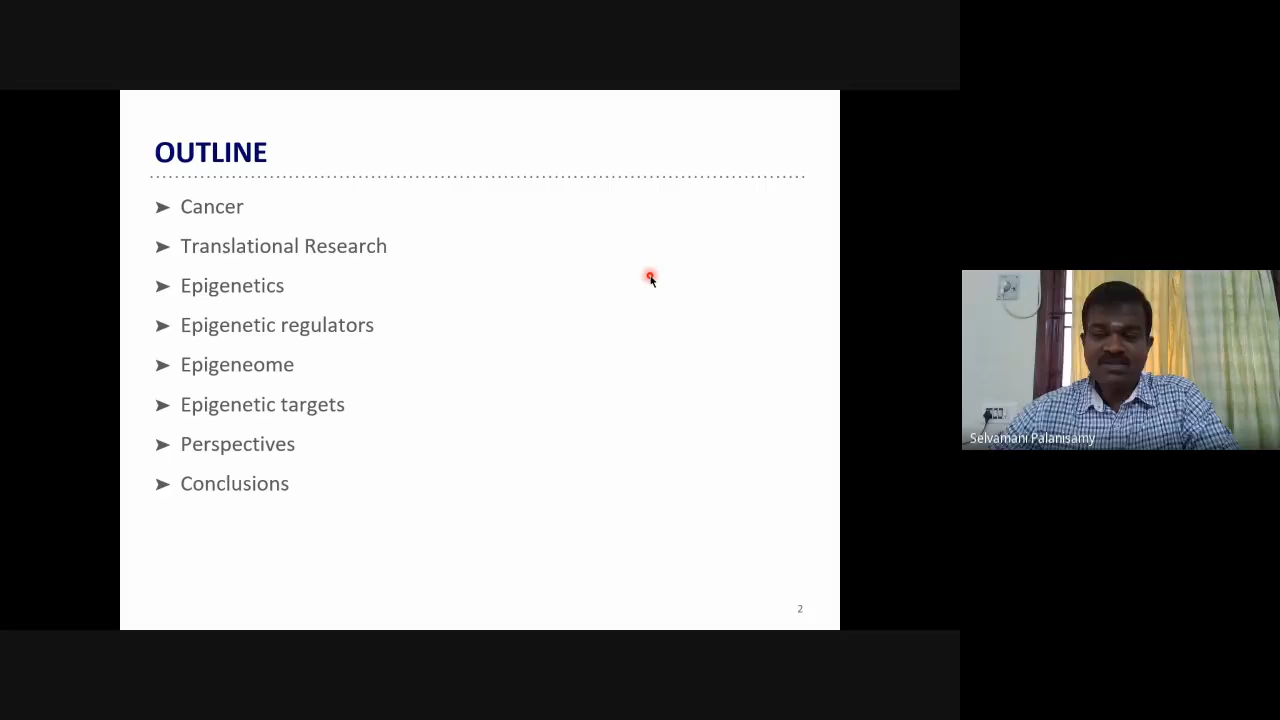 OUTLINE
➤ Cancer
➤ Translational Research
➤ Epigenetics
➤ Epigenetic regulators
➤ Epigeneome
➤ Epigenetic targets
➤ Perspectives
➤ Conclusions
2
Selvamani Palanisamy